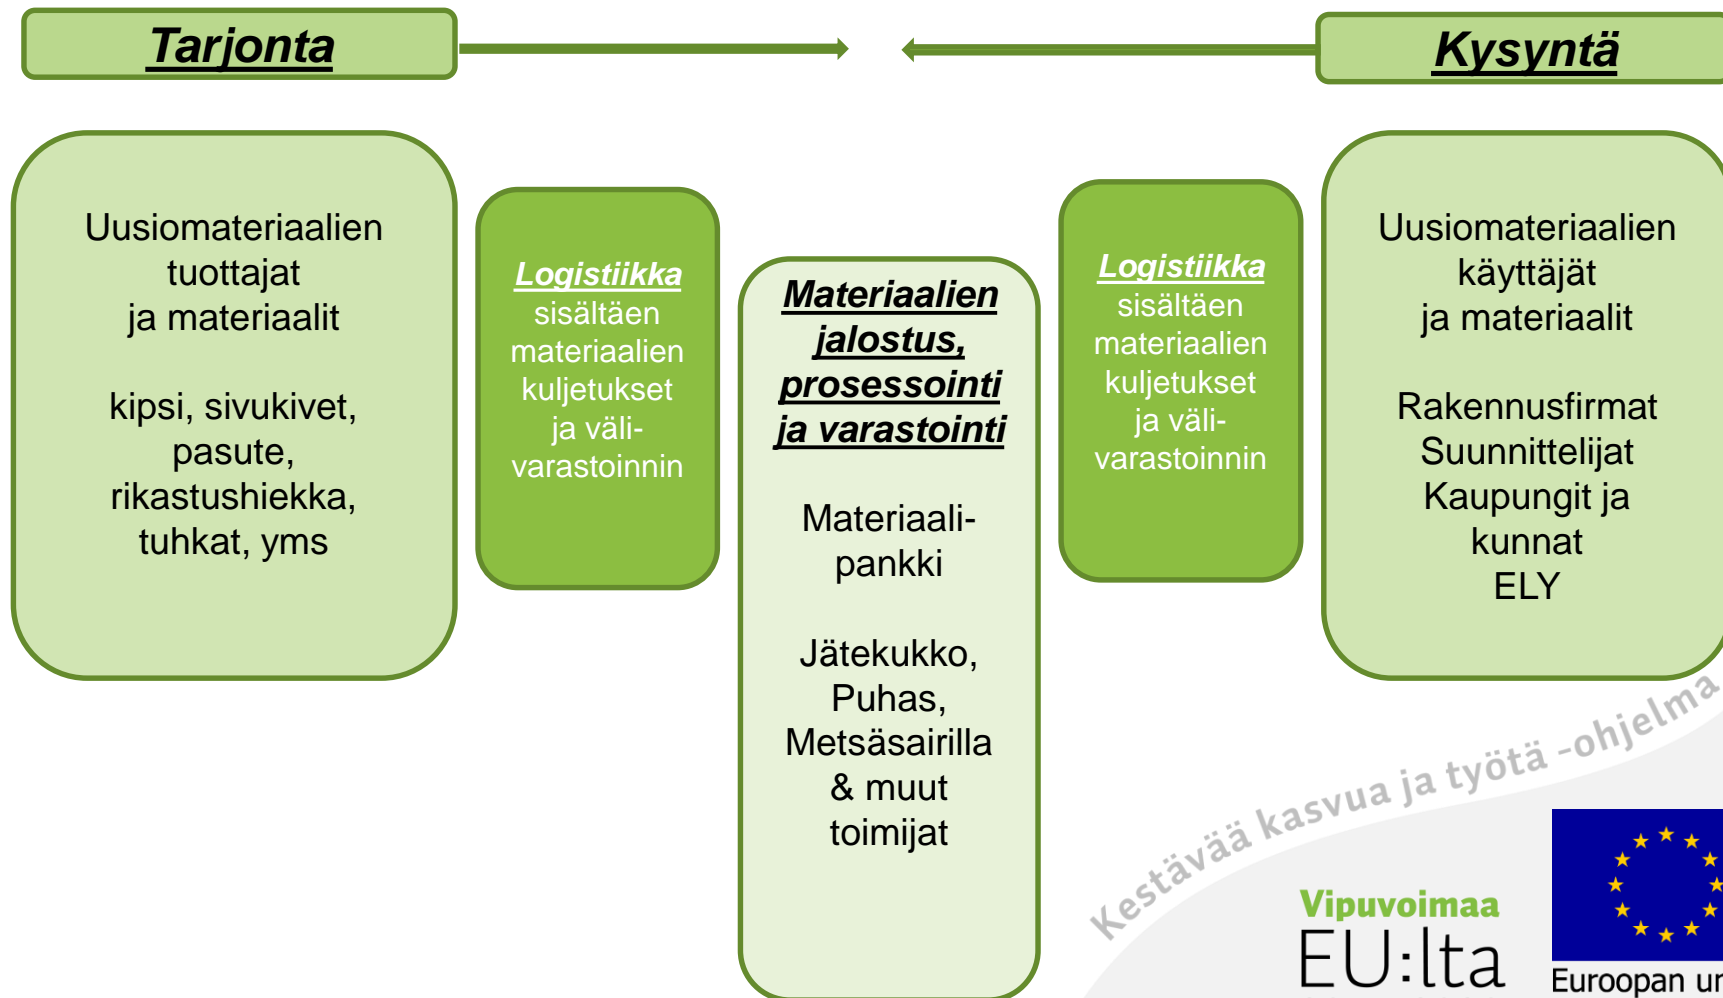 Tarjonta
Kysyntä
Uusiomateriaalien
tuottajat
ja materiaalit
kipsi, sivukivet,
pasute,
rikastushiekka,
tuhkat, yms
Logistiikka
sisältäen
materiaalien
kuljetukset
ja väli-
varastoinnin
Materiaalien
jalostus,
prosessointi
ja varastointi
Materiaali-
pankki
Jätekukko,
Puhas,
Metsäsairilla
& muut
toimijat
Logistiikka
sisältäen
materiaalien
kuljetukset
ja väli-
varastoinnin
Uusiomateriaalien
käyttäjät
ja materiaalit
Rakennusfirmat
Suunnittelijat
Kaupungit ja
kunnat
ELY
Kestävää kasvua ja työtä -ohjelma
Vipuvoimaa
EU:lta
Euroopan